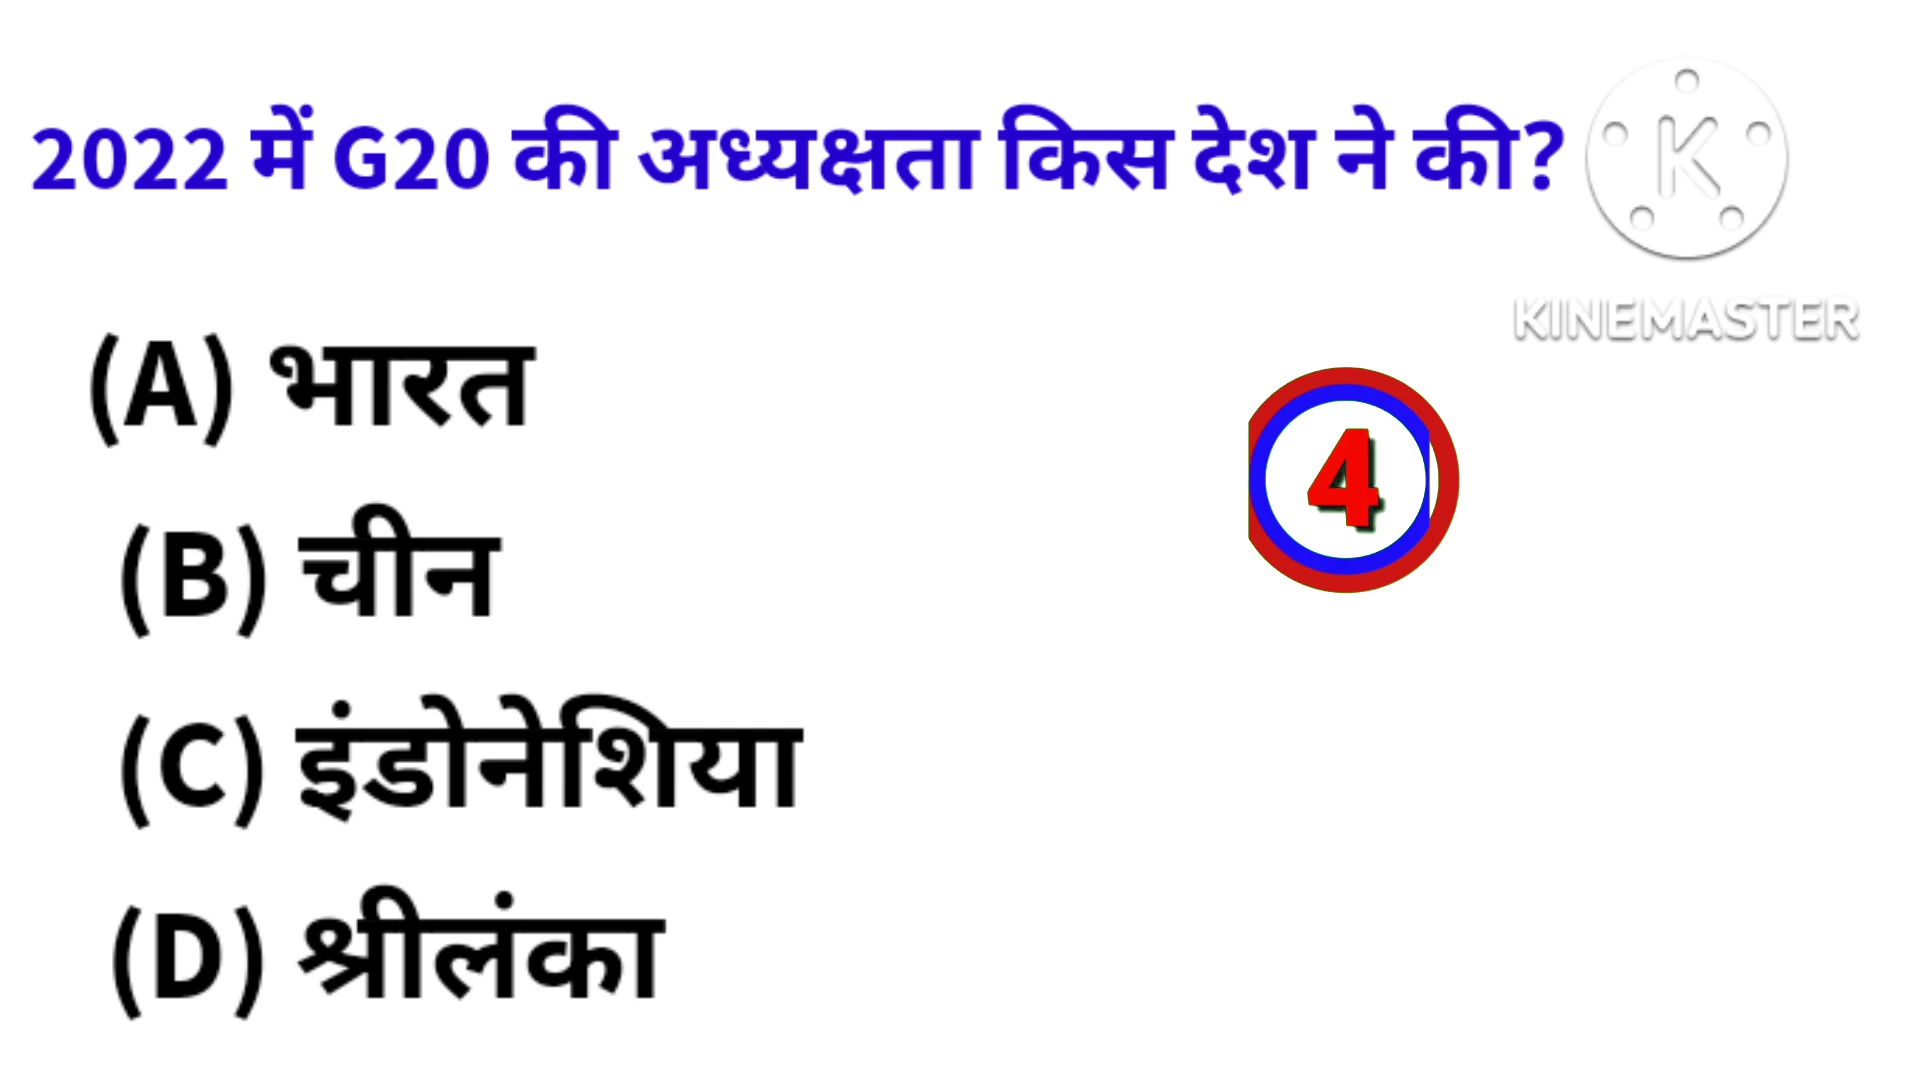 2022 में G20 की अध्यक्षता किस देश ने की?
K
KINEMASTER
(A) भारत
4
(B) चीन
(C) इंडोनेशिया
(D) श्रीलंका